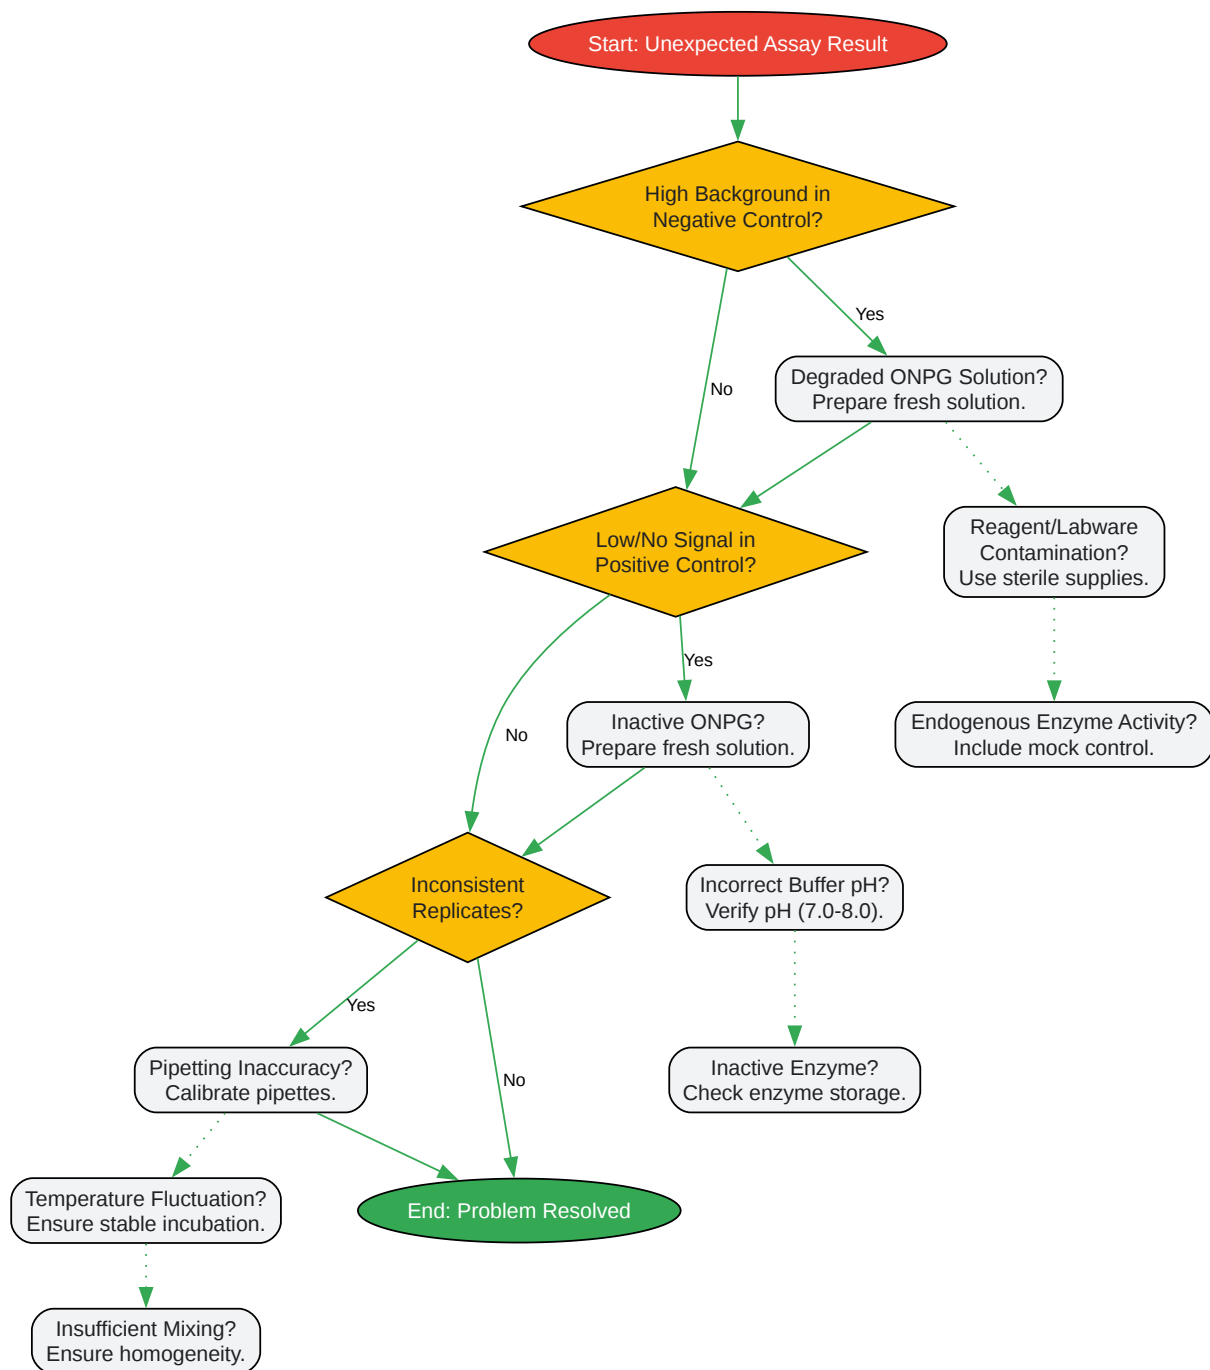 Start: Unexpected Assay Result
High Background in
Negative Control?
Yes
No
Degraded ONPG Solution?
Prepare fresh solution.
Low/No Signal in
Positive Control?
Reagent/Labware
Contamination?
Use sterile supplies.
Yes
No
Inactive ONPG?
Prepare fresh solution.
Endogenous Enzyme Activity?
Include mock control.
Inconsistent
Replicates?
Incorrect Buffer pH?
Verify pH (7.0-8.0).
Yes
No
Pipetting Inaccuracy?
Calibrate pipettes.
Inactive Enzyme?
Check enzyme storage.
Temperature Fluctuation?
Ensure stable incubation.
End: Problem Resolved
Insufficient Mixing?
Ensure homogeneity.